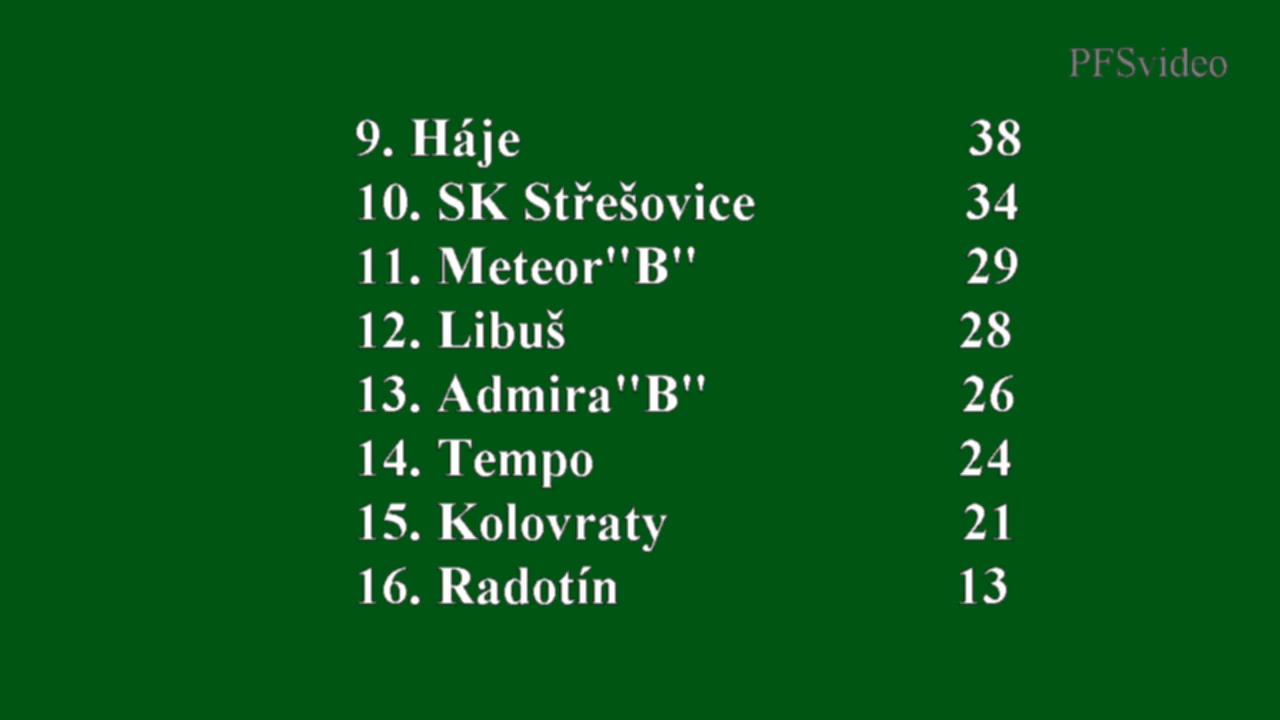 PFSvideo
9. Háje 38
10. SK Střešovice 34
11. Meteor"B" 29
12. Libuš 28
13. Admira"B" 26
14. Tempo 24
15. Kolovraty 21
16. Radotín 13